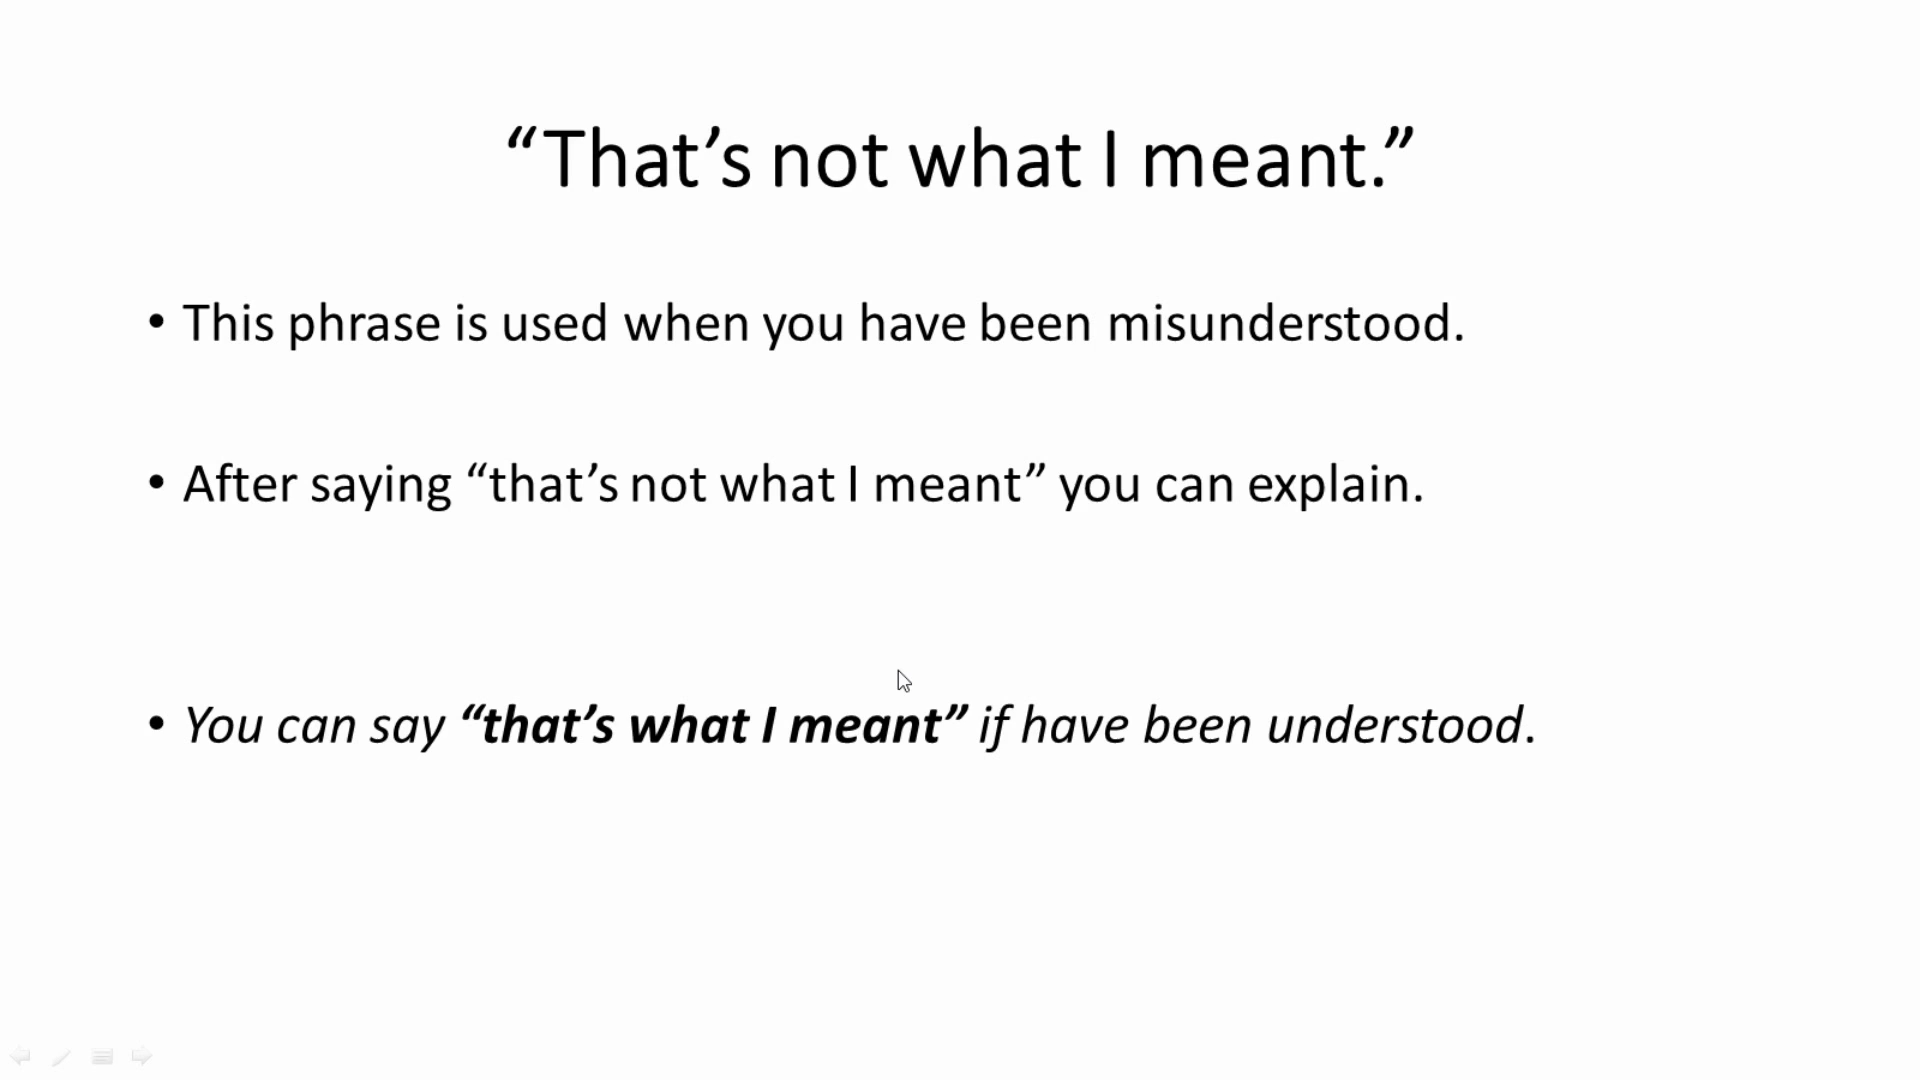 “That’s not what I meant.”
• This phrase is used when you have been misunderstood.
• After saying “that’s not what I meant” you can explain.
• You can say “that’s what I meant” if have been understood.